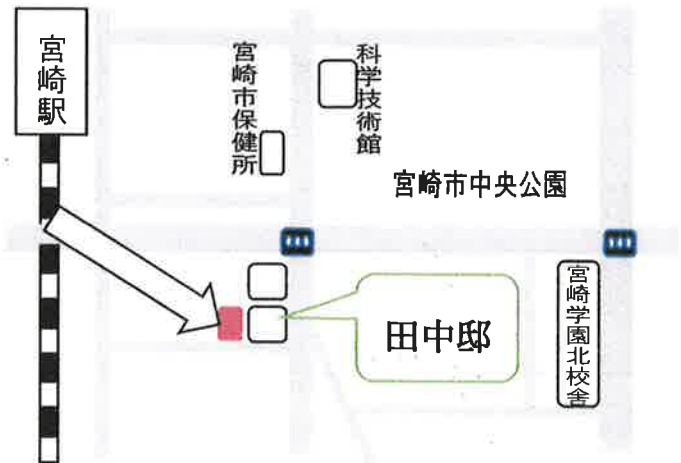 宮崎駅
宮崎市保健所
科学技術館
宮崎市中央公園
田中邸
宮崎学園北校舎